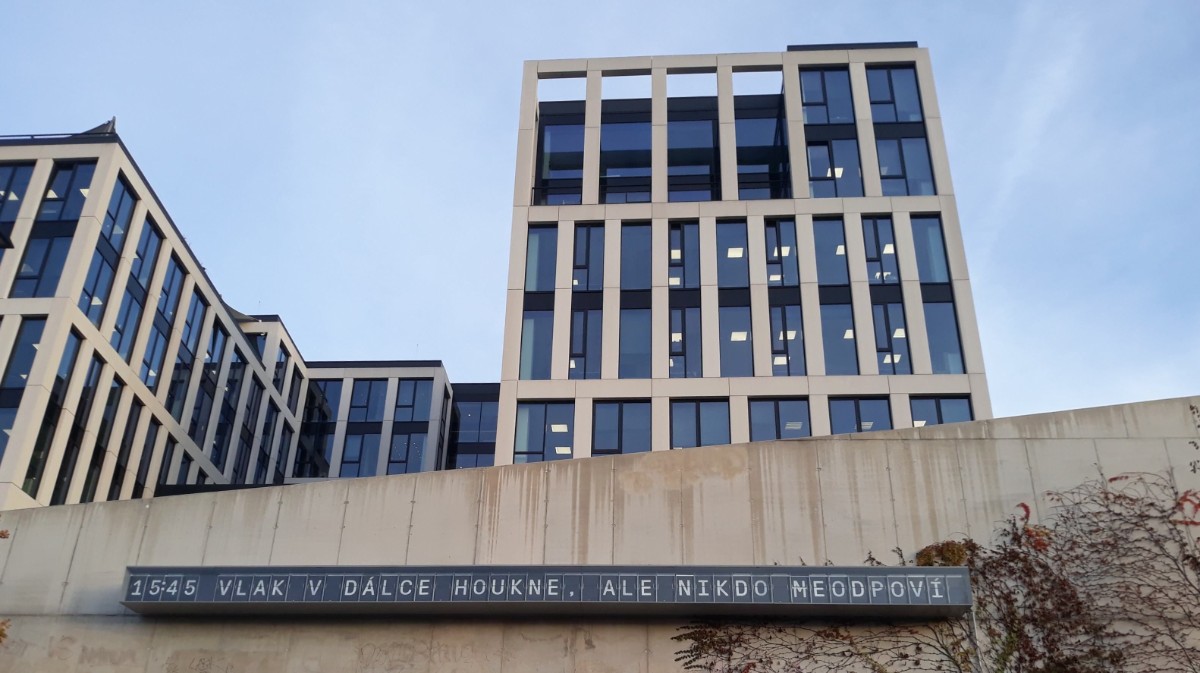 15:45 VLAK V DÁLCE HOUKNE, ALE NIKDO NEODPOVÍ